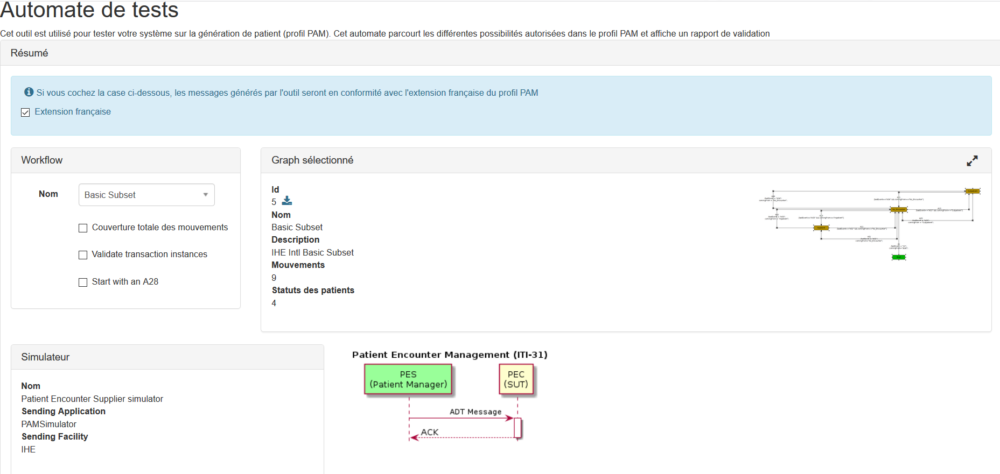 Automate de tests
Cet outil est utilisé pour tester votre système sur la génération de patient (profil PAM). Cet automate parcourt les différentes possibilités autorisées dans le profil PAM et affiche un rapport de validation
Résumé
Si vous cochez la case ci-dessous, les messages générés par l'outil seront en conformité avec l'extension française du profil PAM
Extension française
Workflow
Nom
Basic Subset
Couverture totale des mouvements
Validate transaction instances
Start with an A28
Graph sélectionné
Id
5
Nom
Basic Subset
Description
IHE Intl Basic Subset
Mouvements
9
Statuts des patients
4
Simulateur
Nom
Patient Encounter Supplier simulator
Sending Application
PAMSimulator
Sending Facility
IHE
Patient Encounter Management (ITI-31)
PES
(Patient Manager)
PEC
(SUT)
ADT Message
ACK